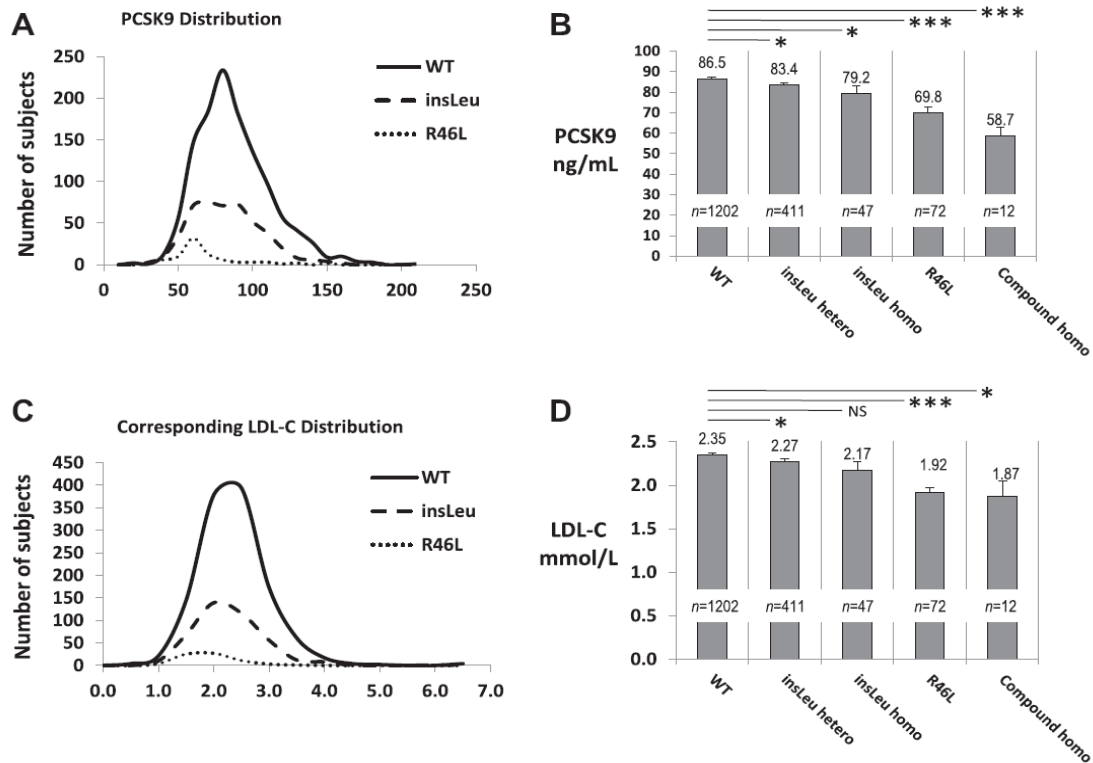 A
PCSK9 Distribution
Number of subjects
250
200
150
100
50
0
0 50 100 150 200 250
WT
insLeu
R46L
B
***
***
*
*
PCSK9
ng/mL
100
90
80
70
60
50
40
30
20
10
0
86.5
83.4
79.2
69.8
58.7
n=1202 n=411 n=47 n=72 n=12
WT
insLeu hetero
insLeu homo
R46L
Compound homo
C
Corresponding LDL-C Distribution
Number of subjects
450
400
350
300
250
200
150
100
50
0
0.0 1.0 2.0 3.0 4.0 5.0 6.0 7.0
WT
insLeu
R46L
D
*
***
NS
*
LDL-C
mmol/L
2.5
2.0
1.5
1.0
0.5
0.0
2.35
2.27
2.17
1.92
1.87
n=1202 n=411 n=47 n=72 n=12
WT
insLeu hetero
insLeu homo
R46L
Compound homo